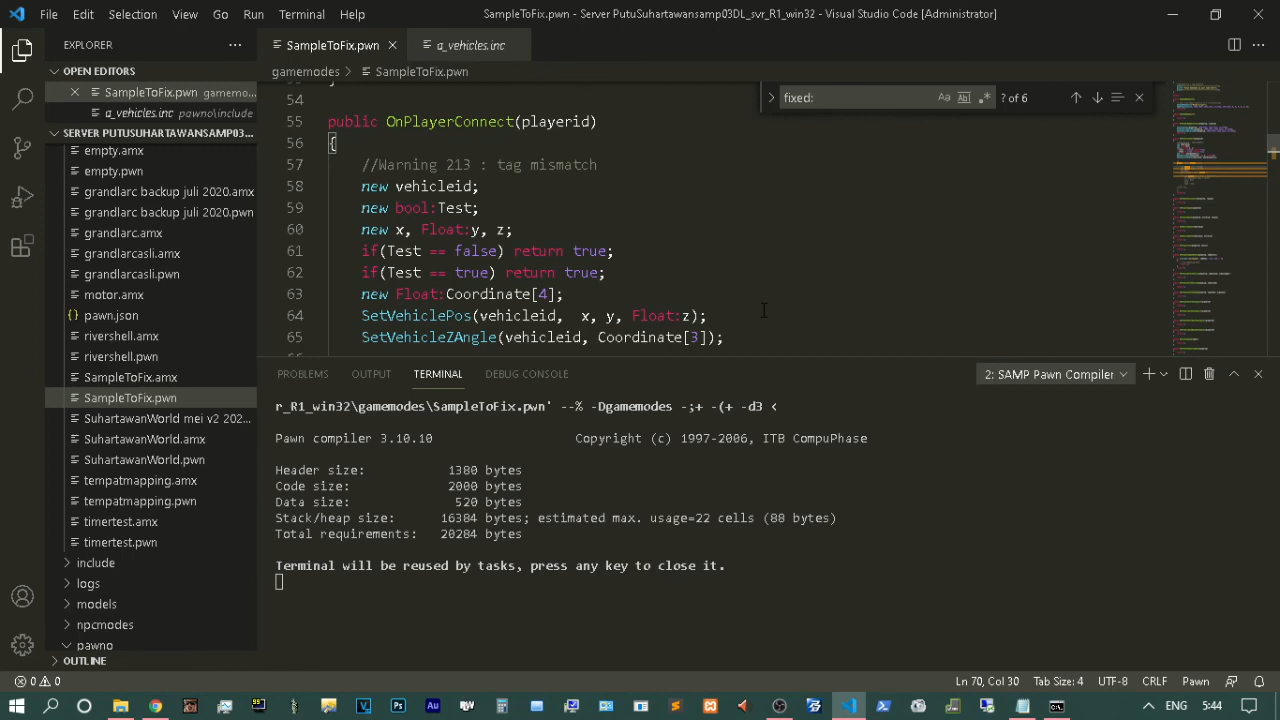 File Edit Selection View Go Run Terminal Help
SampleToFix.pwn - Server PutuSuhartawansamp03DL_svr_R1_win32 - Visual Studio Code [Administrator]
EXPLORER
SampleToFix.pwn
a_vehicles.inc
OPEN EDITORS
SampleToFix.pwn gamemo...
a_vehicles.inc pawno\include
SERVER PUTUSUHARTAWANSAMP03...
empty.amx
empty.pwn
grandlarc backup juli 2020.amx
grandlarc backup juli 2020.pwn
grandlarc.amx
grandlarcasli.amx
grandlarcasli.pwn
motor.amx
{} pawn.json
rivershell.amx
rivershell.pwn
SampleToFix.amx
SampleToFix.pwn
SuhartawanWorld mei v2 202...
SuhartawanWorld.amx
SuhartawanWorld.pwn
tempatmapping.amx
tempatmapping.pwn
timertest.amx
timertest.pwn
include
logs
models
npcmodes
pawno
OUTLINE
gamemodes > SampleToFix.pwn
fixed:
? of 6
54
55 public OnPlayerConnect(playerid)
56 {
57 //Warning 213 - tag mismatch
58 new vehicleid;
59 new bool:Test;
60 new x, Float:y, z;
61 if(Test == false) return true;
62 if(Test == true) return true;
63 new Float:Coordinate[4];
64 SetVehiclePos(vehicleid, x, y, Float:z);
65 SetVehicleZAngle(vehicleid, Coordinate[3]);
PROBLEMS OUTPUT TERMINAL DEBUG CONSOLE
2: SAMP Pawn Compiler
r_R1_win32\gamemodes\SampleToFix.pwn' --% -Dgamemodes -;+ -(+ -d3 <
Pawn compiler 3.10.10 Copyright (c) 1997-2006, ITB CompuPhase
Header size: 1380 bytes
Code size: 2000 bytes
Data size: 520 bytes
Stack/heap size: 16384 bytes; estimated max. usage=22 cells (88 bytes)
Total requirements: 20284 bytes
Terminal will be reused by tasks, press any key to close it.
0 0
Ln 70, Col 30 Tab Size: 4 UTF-8 CRLF Pawn
ENG 5:44